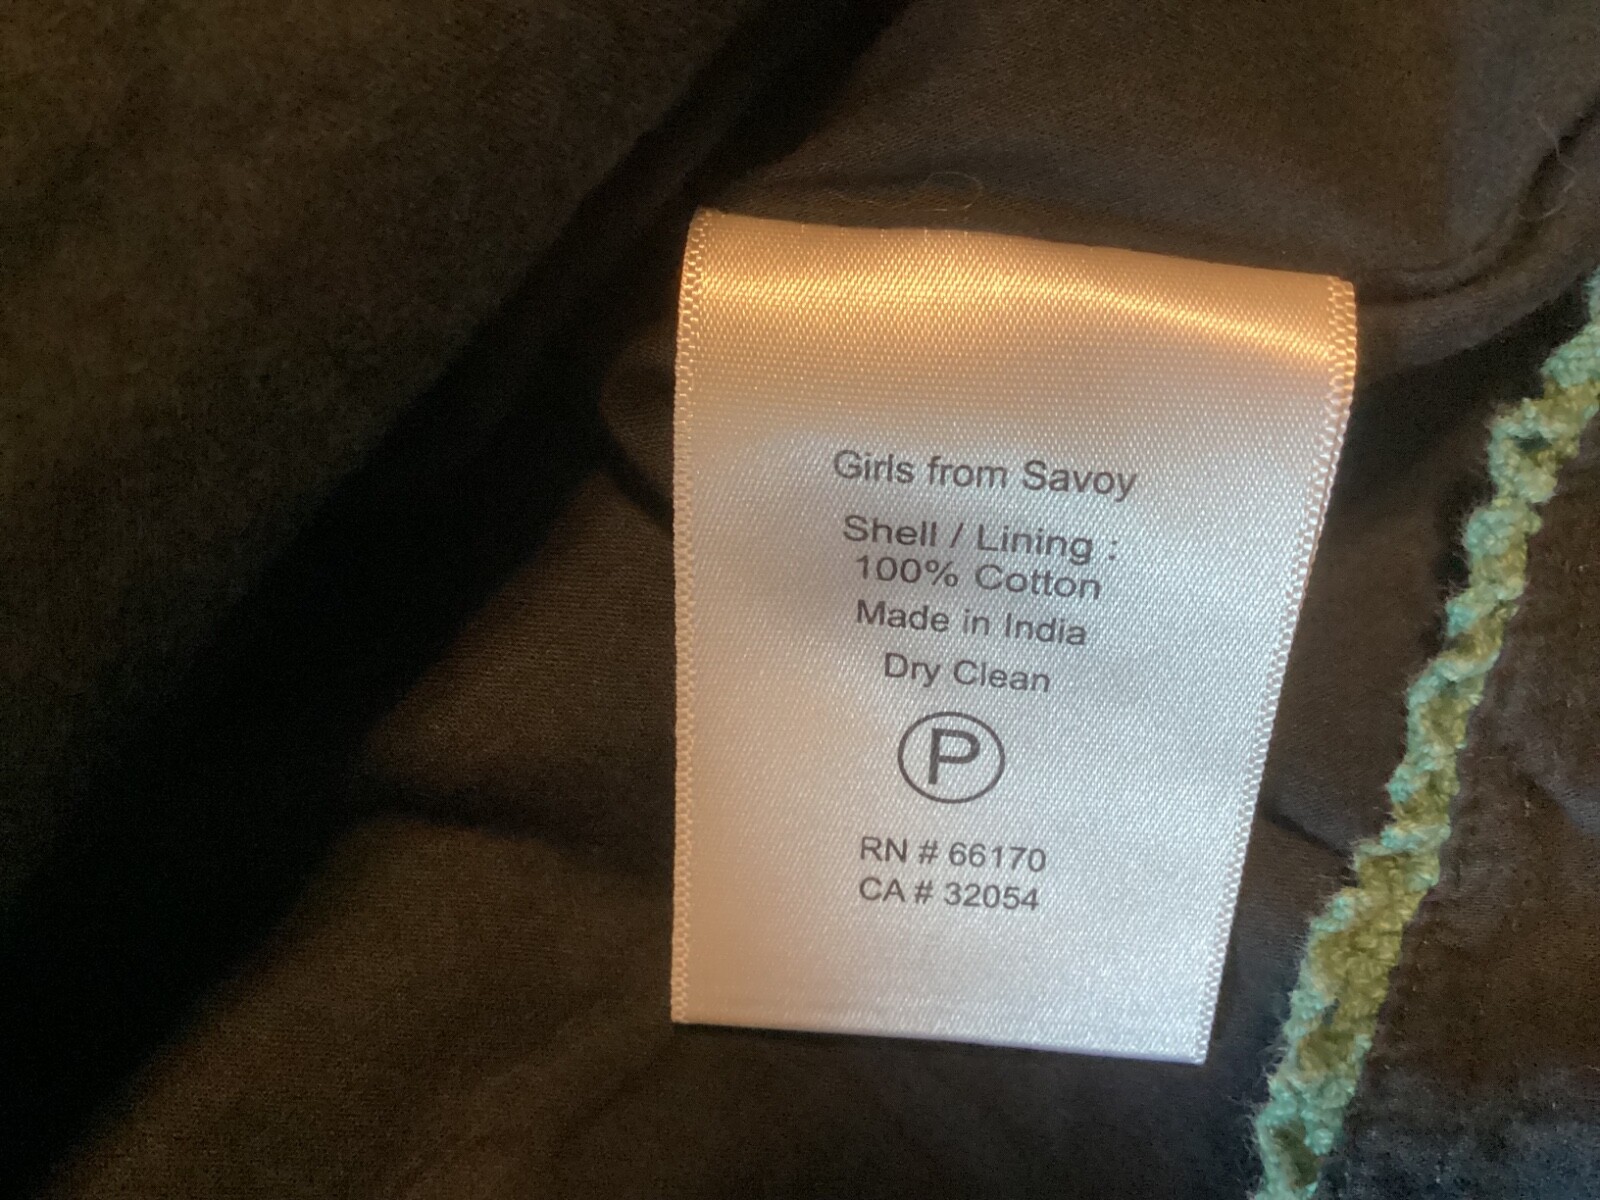 Girls from Savoy
Shell / Lining :
100% Cotton
Made in India
Dry Clean
P
RN # 66170
CA # 32054